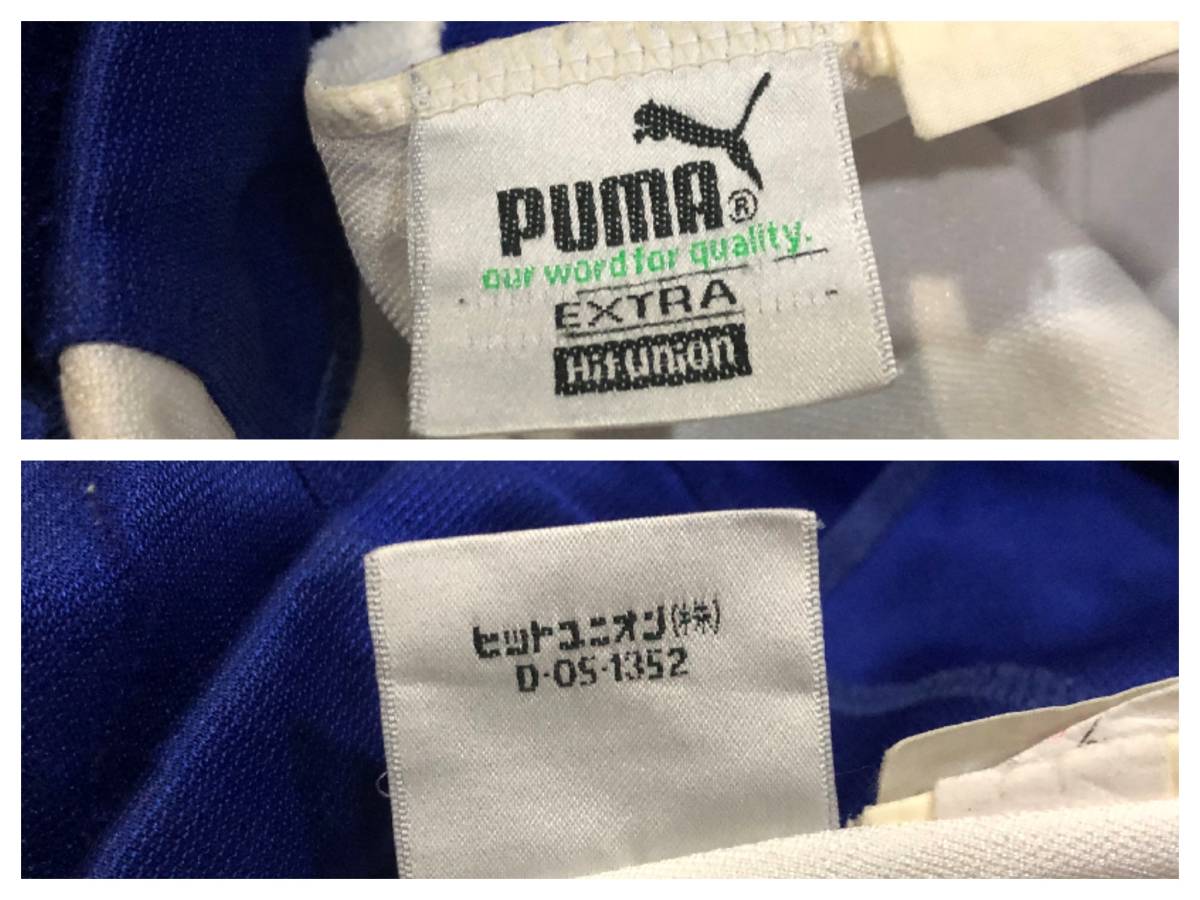 PUMA®
our word for quality.
EXTRA
Hit union
ヒットユニオン(株)
D-OS-1352